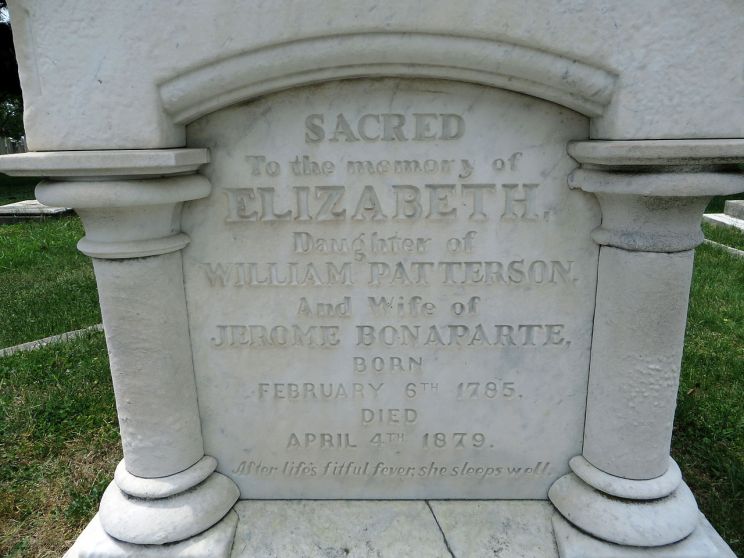 SACRED
To the memory of
ELIZABETH,
Daughter of
WILLIAM PATTERSON.
And Wife of
JEROME BONAPARTE,
BORN
FEBRUARY 6TH 1785.
DIED
APRIL 4TH 1879.
After life's fitful fever, she sleeps well.